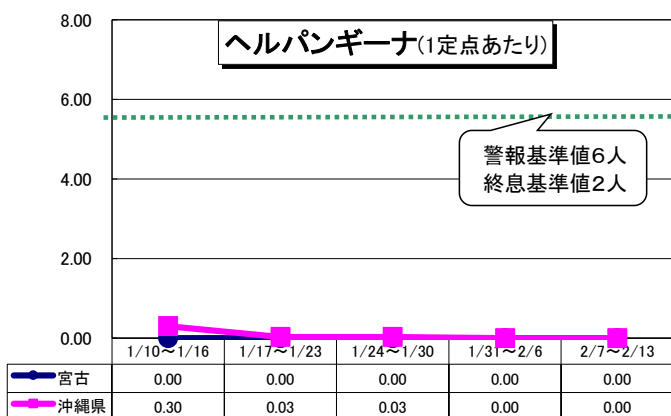 ヘルパンギーナ(1定点あたり)
8.00
6.00
4.00
2.00
0.00
警報基準値6人
終息基準値2人
1/10～1/16 1/17～1/23 1/24～1/30 1/31～2/6 2/7～2/13
宮古 0.00 0.00 0.00 0.00 0.00
沖縄県 0.30 0.03 0.03 0.00 0.00